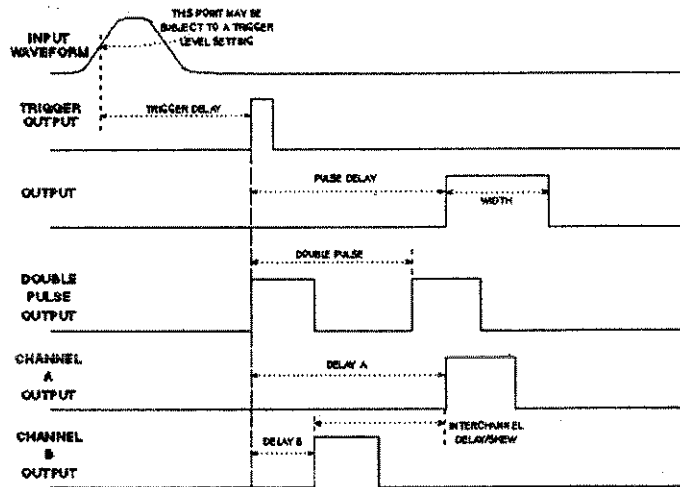 THIS POINT MAY BE
SUBJECT TO A TRIGGER
LEVEL SETTING
INPUT
WAVEFORM
TRIGGER
OUTPUT
TRIGGER DELAY
PULSE DELAY
OUTPUT
WIDTH
DOUBLE PULSE
DOUBLE
PULSE
OUTPUT
CHANNEL
A
OUTPUT
DELAY A
INTERCHANNEL
DELAY/SKEW
CHANNEL
B
OUTPUT
DELAY B